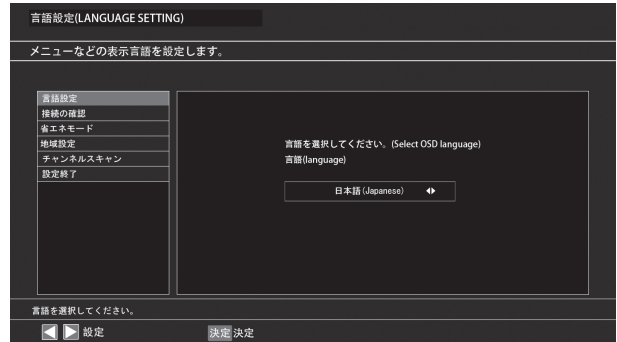 言語設定(LANGUAGE SETTING)
メニューなどの表示言語を設定します。
言語設定
接続の確認
省エネモード
地域設定
チャンネルスキャン
設定終了
言語を選択してください。(Select OSD language)
言語(language)
日本語(Japanese)
言語を選択してください。
設定
決定 決定